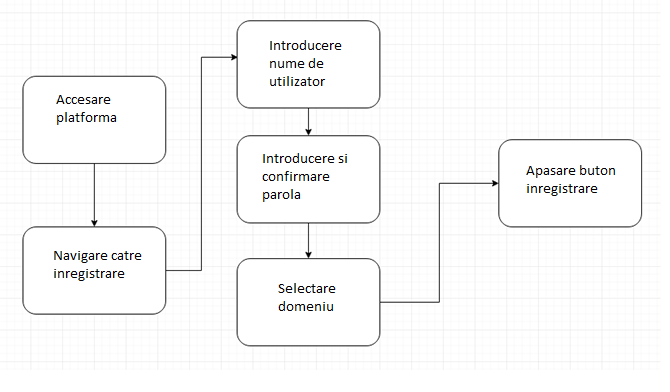 Accesare
platforma
Navigare catre
inregistrare
Introducere
nume de
utilizator
Introducere si
confirmare
parola
Selectare
domeniu
Apasare buton
inregistrare